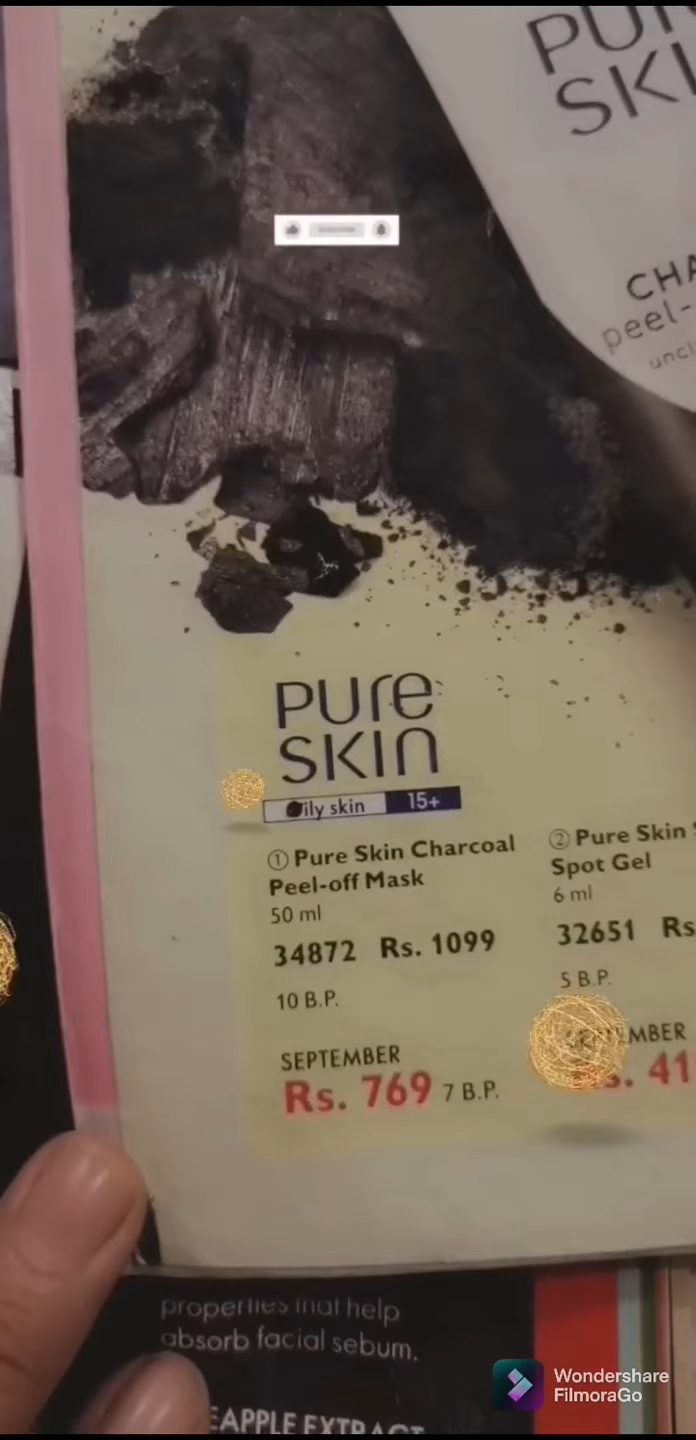 PUR
SKI
CHA
peel-
uncl
PURE
SKIN
ily skin 15+
① Pure Skin Charcoal
Peel-off Mask
50 ml
34872 Rs. 1099
10 B.P.
SEPTEMBER
Rs. 769 7 B.P.
② Pure Skin S
Spot Gel
6 ml
32651 Rs
5 B.P.
MBER
s. 41
properties that help
absorb facial sebum.
EAPPLE EXTRACT
Wondershare
FilmoraGo